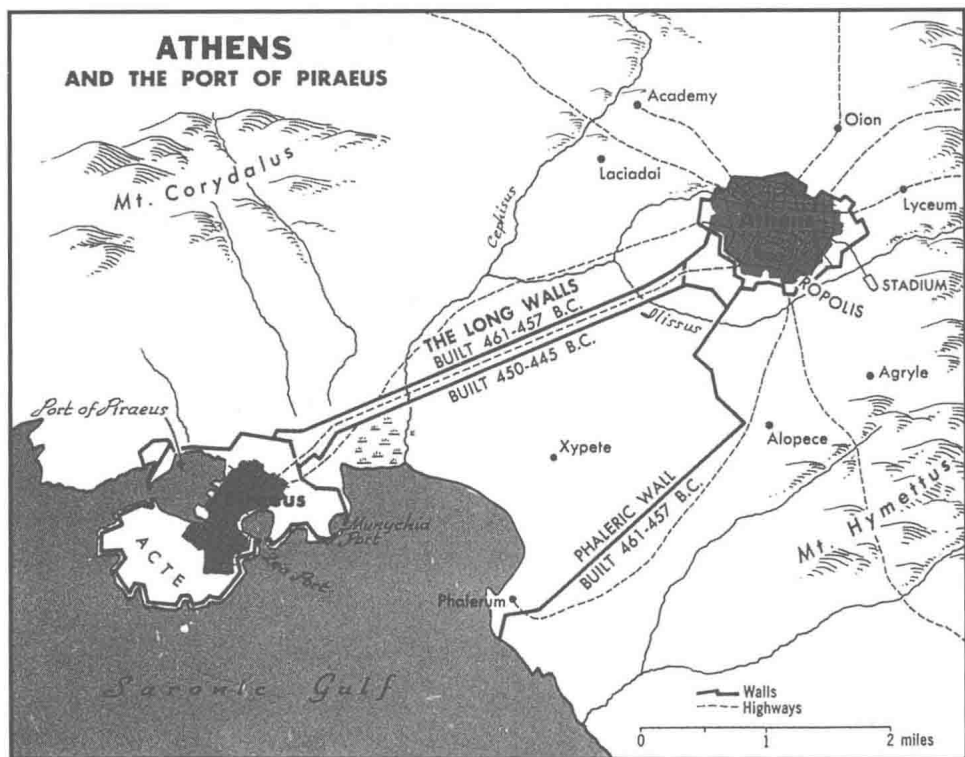 ATHENS
AND THE PORT OF PIRAEUS
Mt. Corydalus
Academy
Oion
Laciadai
Cephisus
Lyceum
STADIUM
ROPOLIS
THE LONG WALLS
BUILT 461-457 B.C.
BUILT 450-445 B.C.
Ilissus
Agryle
Port of Piraeus
Alopece
Xypete
PHALERIC WALL
BUILT 461-457 B.C.
Mt. Hymettus
Munychia
Port
ACTE
Zea Port
Phalerum
Saronic Gulf
Walls
Highways
0 1 2 miles